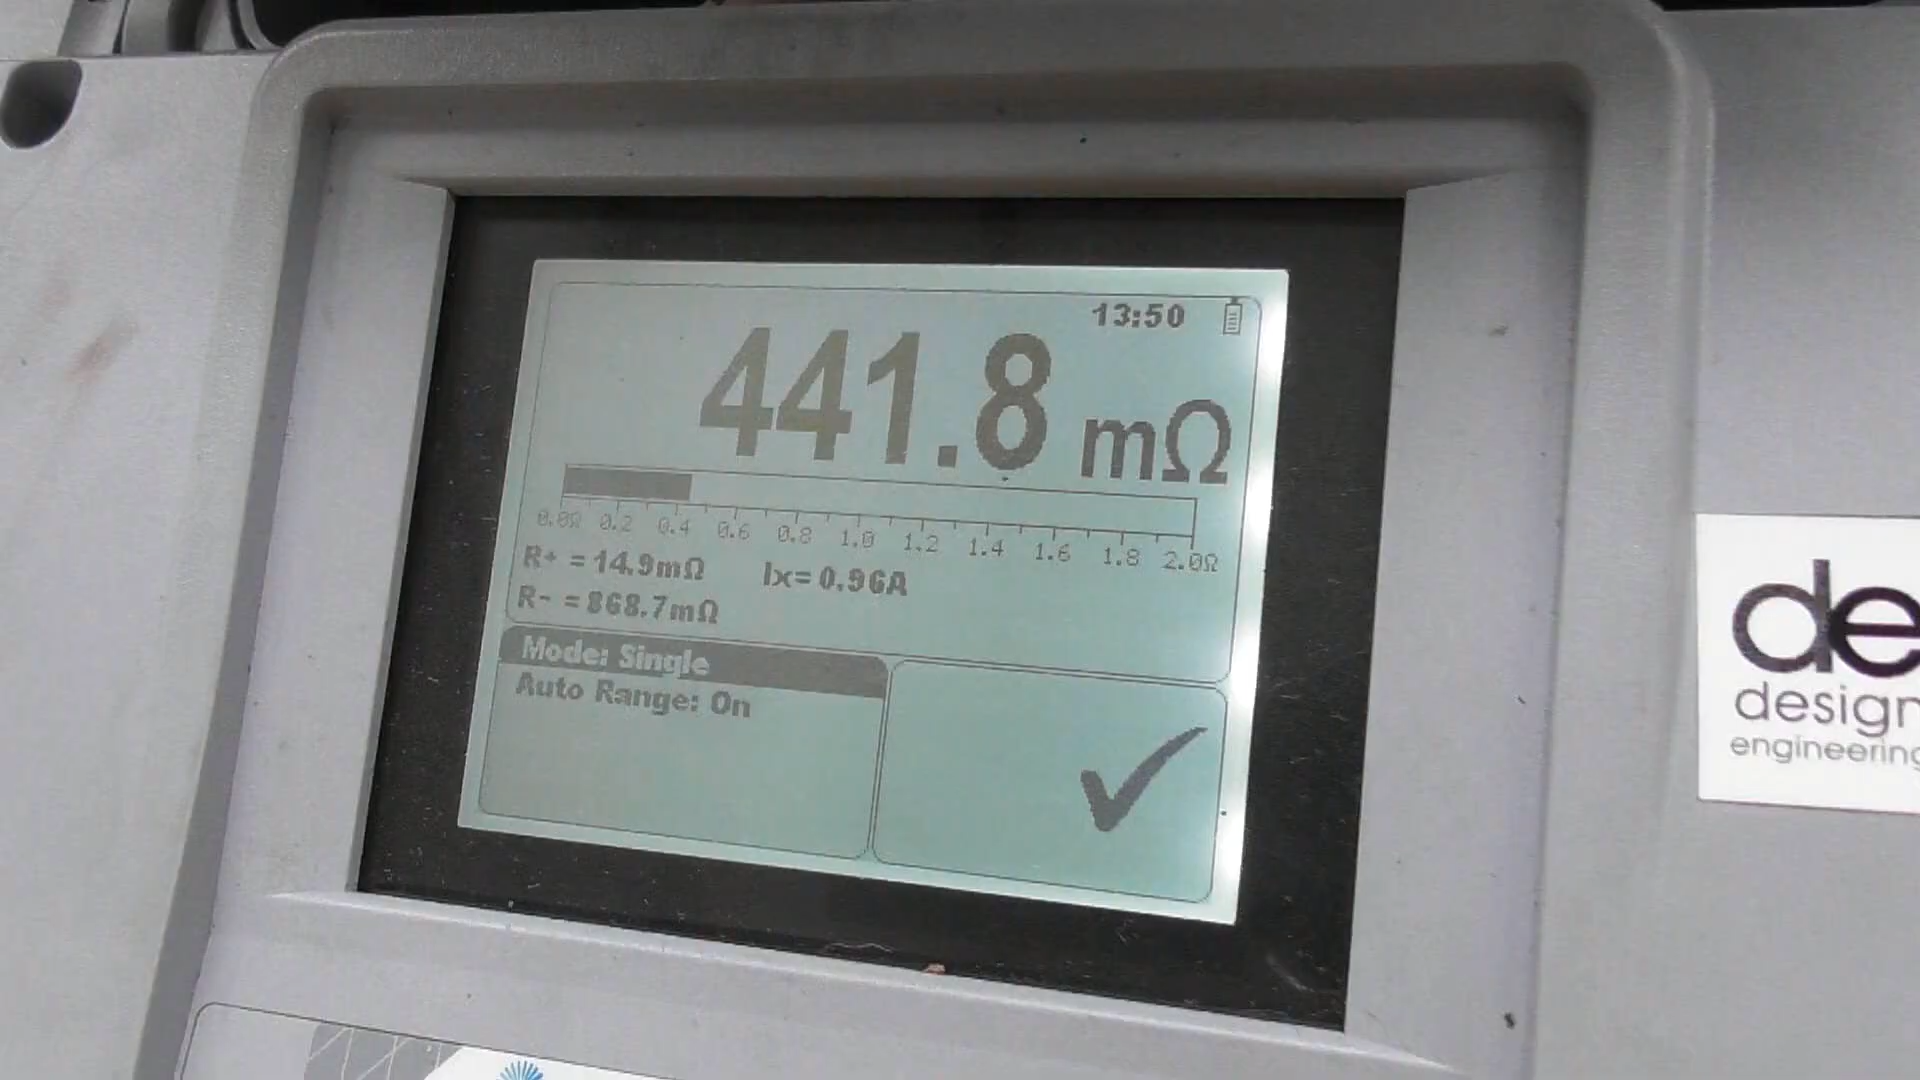 13:50
441.8 mΩ
0.0Ω 0.2 0.4 0.6 0.8 1.0 1.2 1.4 1.6 1.8 2.0Ω
R+ =14.9mΩ Ix= 0.96A
R- =868.7mΩ
Mode: Single
Auto Range: On
de
design
engineering